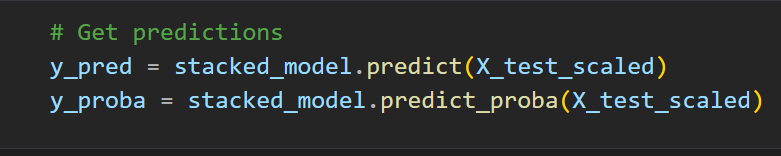 # Get predictions
y_pred = stacked_model.predict(X_test_scaled)
y_proba = stacked_model.predict_proba(X_test_scaled)